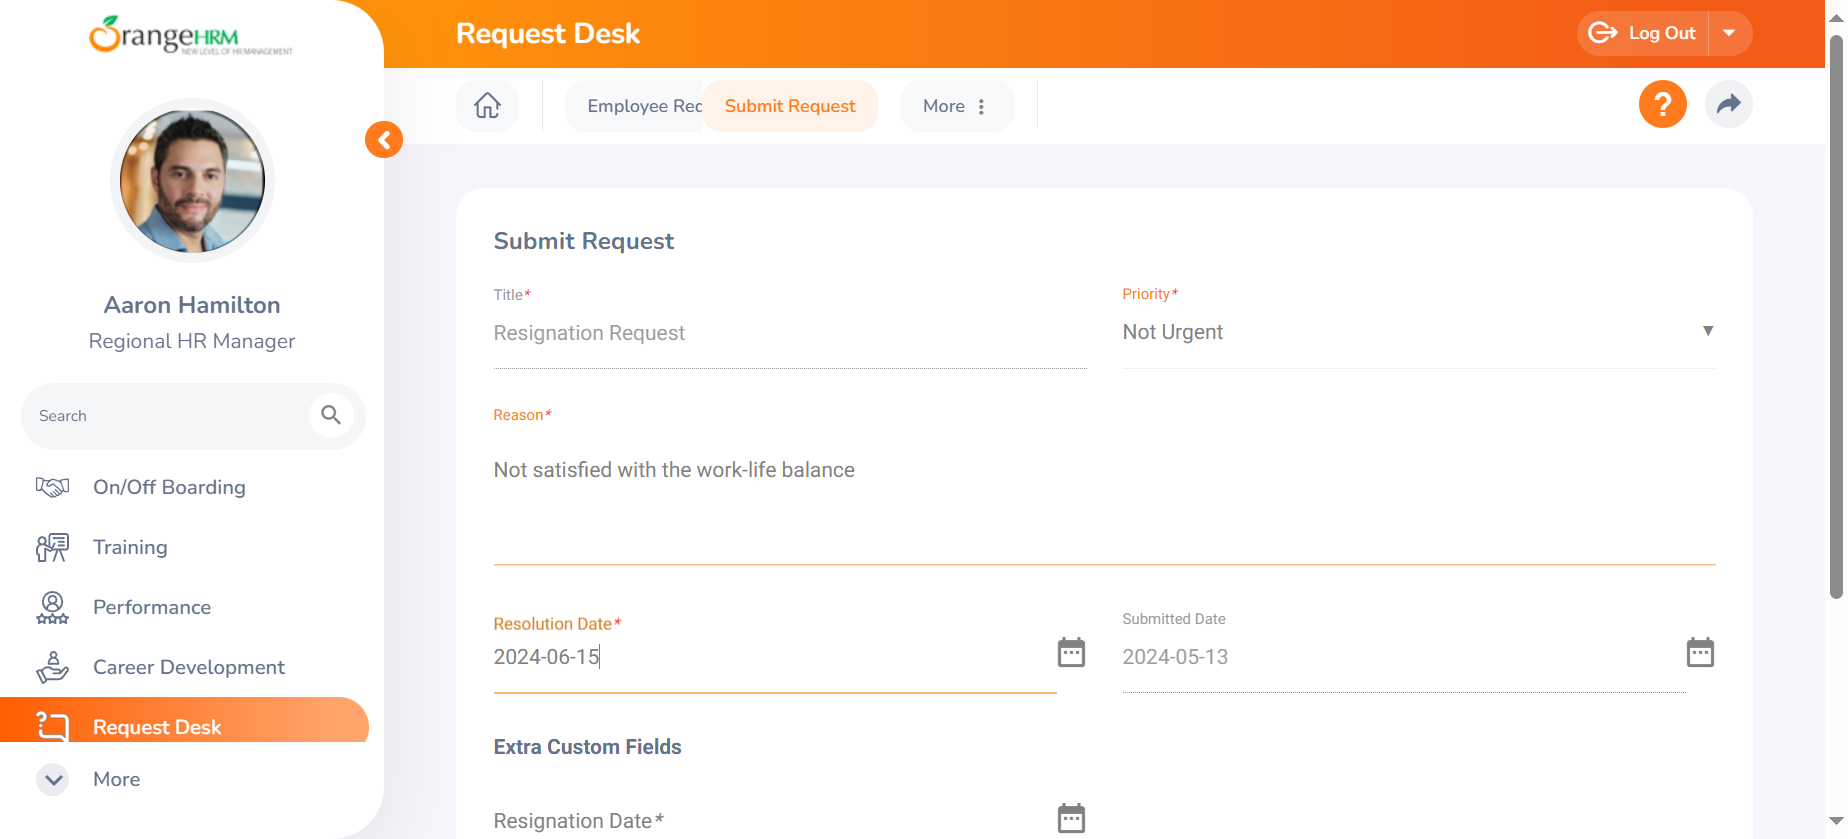 OrangeHRM
NEW LEVEL OF HR MANAGEMENT
Request Desk
Log Out
Employee Rec
Submit Request
More
?
Aaron Hamilton
Regional HR Manager
Search
On/Off Boarding
Training
Performance
Career Development
Request Desk
More
Submit Request
Title*
Priority*
Resignation Request
Not Urgent
Reason*
Not satisfied with the work-life balance
Resolution Date*
Submitted Date
2024-06-15
2024-05-13
Extra Custom Fields
Resignation Date*